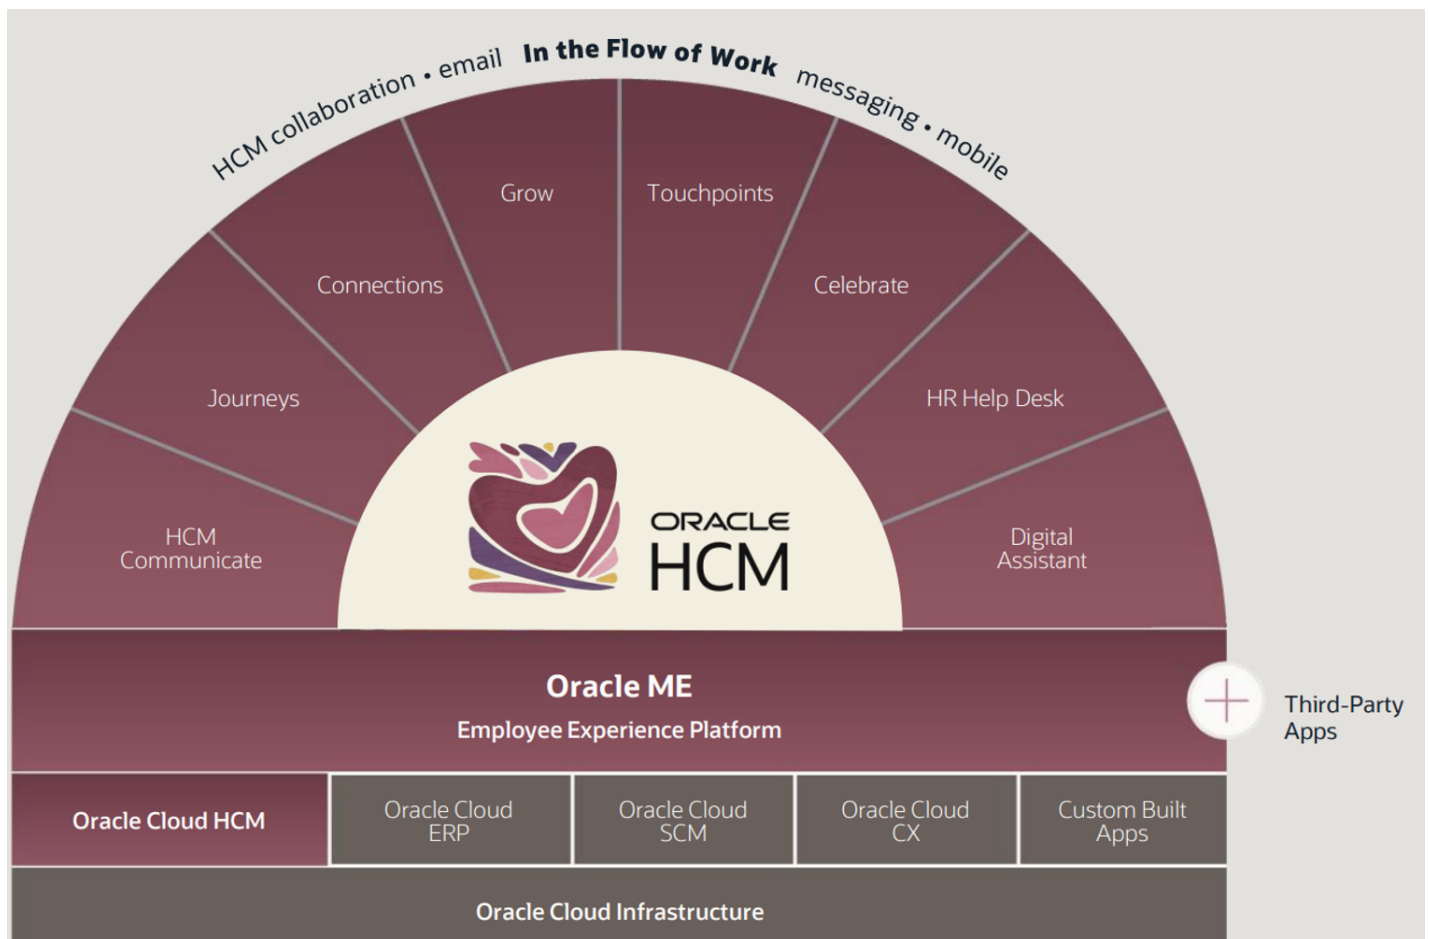 HCM collaboration • email In the Flow of Work messaging • mobile
Grow
Touchpoints
Connections
Celebrate
Journeys
HR Help Desk
HCM
Communicate
Digital
Assistant
ORACLE
HCM
Oracle ME
Employee Experience Platform
Third-Party
Apps
Oracle Cloud HCM
Oracle Cloud
ERP
Oracle Cloud
SCM
Oracle Cloud
CX
Custom Built
Apps
Oracle Cloud Infrastructure